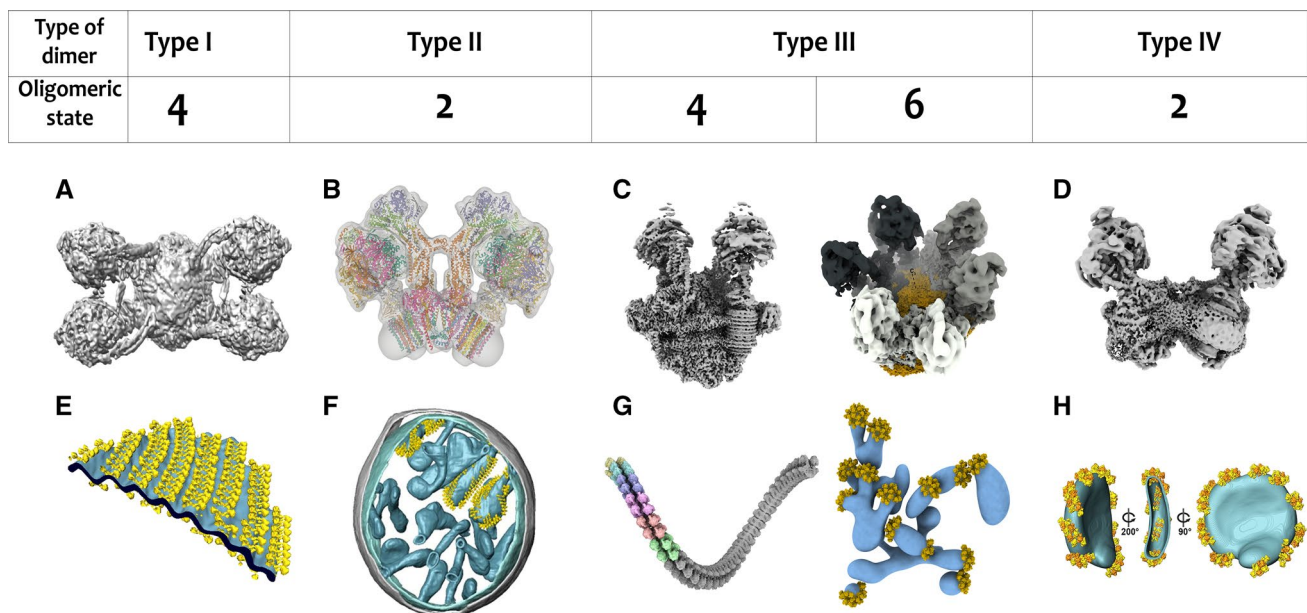 Type of
dimer
Type I
Type II
Type III
Type IV
Oligomeric
state
4
2
4
6
2
A
B
C
D
E
F
G
H
200°
90°